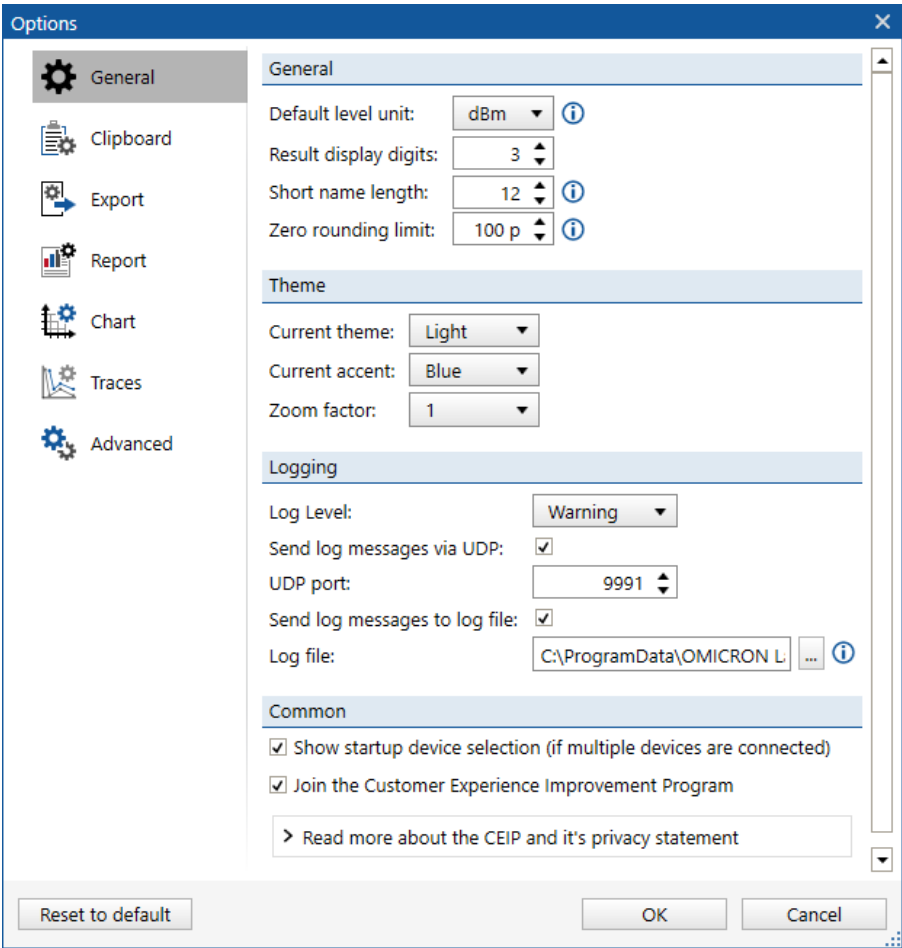 Options
General
Clipboard
Export
Report
Chart
Traces
Advanced
General
Default level unit: dBm
Result display digits: 3
Short name length: 12
Zero rounding limit: 100 p
Theme
Current theme: Light
Current accent: Blue
Zoom factor: 1
Logging
Log Level: Warning
Send log messages via UDP:
UDP port: 9991
Send log messages to log file:
Log file: C:\ProgramData\OMICRON L ...
Common
Show startup device selection (if multiple devices are connected)
Join the Customer Experience Improvement Program
Read more about the CEIP and it's privacy statement
Reset to default OK Cancel